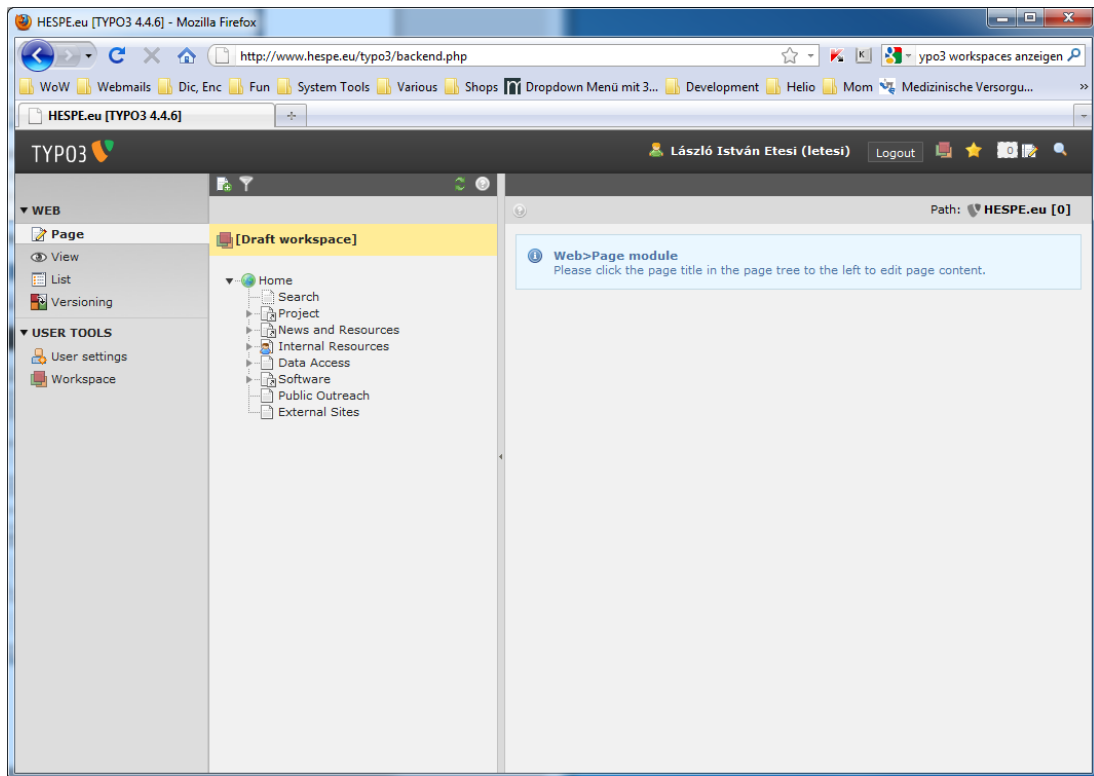 HESPE.eu [TYPO3 4.4.6] - Mozilla Firefox
http://www.hespe.eu/typo3/backend.php
ypo3 workspaces anzeigen
WoW Webmails Dic, Enc Fun System Tools Various Shops Dropdown Menü mit 3... Development Helio Mom Medizinische Versorgu... »
HESPE.eu [TYPO3 4.4.6]
TYPO3
László István Etesi (letesi) Logout 0
WEB
Page
View
List
Versioning
USER TOOLS
User settings
Workspace
[Draft workspace]
Home
Search
Project
News and Resources
Internal Resources
Data Access
Software
Public Outreach
External Sites
Path: HESPE.eu [0]
Web>Page module
Please click the page title in the page tree to the left to edit page content.